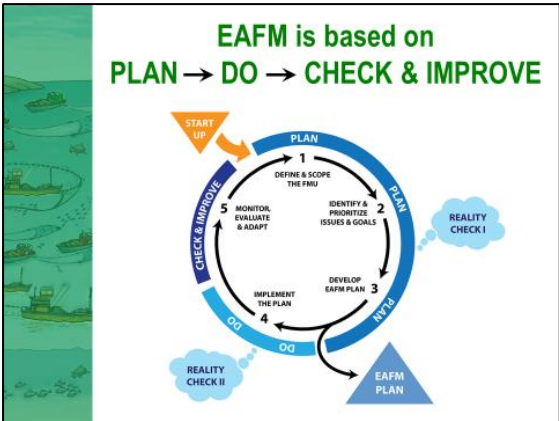 EAFM is based on
PLAN → DO → CHECK & IMPROVE
START
UP
PLAN
1
DEFINE & SCOPE
THE FMU
PLAN
2
IDENTIFY &
PRIORITIZE
ISSUES & GOALS
REALITY
CHECK I
3
DEVELOP
EAFM PLAN
PLAN
EAFM
PLAN
4
IMPLEMENT
THE PLAN
DO
DO
REALITY
CHECK II
5
MONITOR,
EVALUATE
& ADAPT
CHECK & IMPROVE